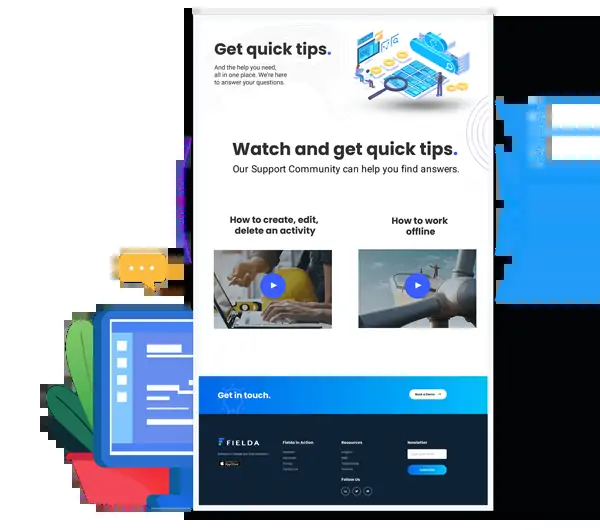 Get quick tips.
And the help you need,
all in one place. We're here
to answer your questions.
Watch and get quick tips.
Our Support Community can help you find answers.
How to create, edit,
delete an activity
How to work
offline
Get in touch.
Book a Demo
FIELDA
App Store
Fielda in Action
Resources
Follow Us
Newsletter